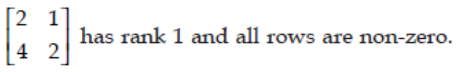 [2 1
4 2] has rank 1 and all rows are non-zero.